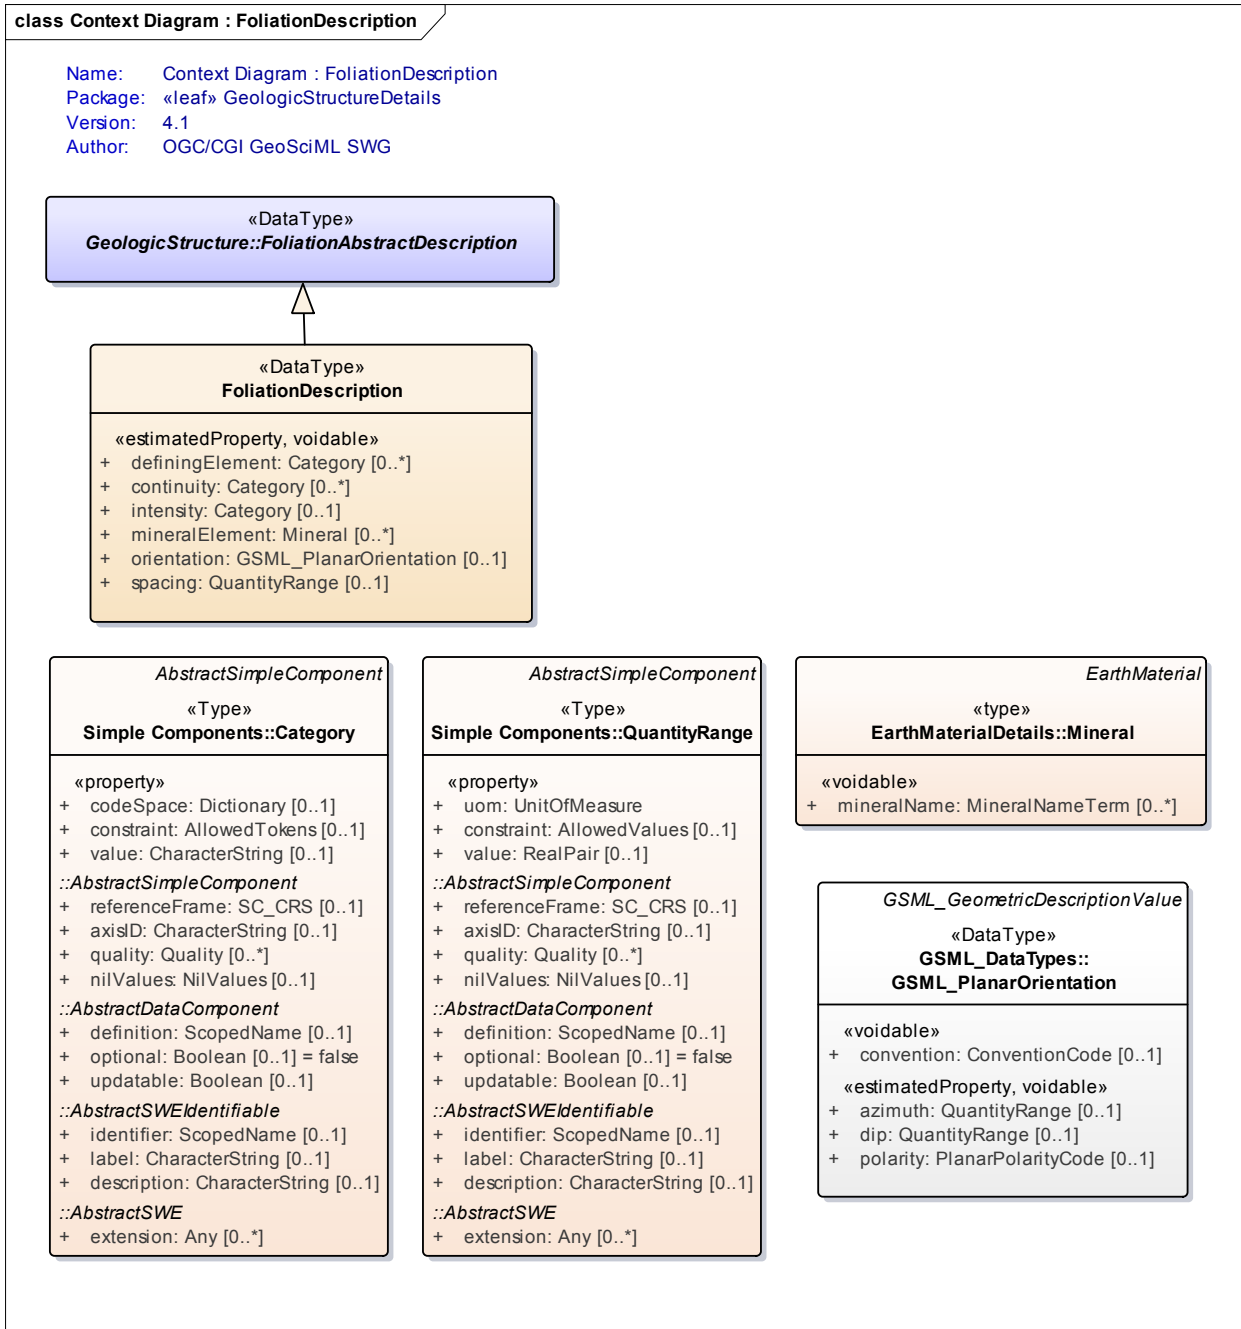 class Context Diagram : FoliationDescription
Name: Context Diagram : FoliationDescription
Package: «leaf» GeologicStructureDetails
Version: 4.1
Author: OGC/CGI GeoSciML SWG
«DataType»
GeologicStructure::FoliationAbstractDescription
«DataType»
FoliationDescription
«estimatedProperty, voidable»
+ definingElement: Category [0..*]
+ continuity: Category [0..*]
+ intensity: Category [0..1]
+ mineralElement: Mineral [0..*]
+ orientation: GSML_PlanarOrientation [0..1]
+ spacing: QuantityRange [0..1]
AbstractSimpleComponent
«Type»
Simple Components::Category
«property»
+ codeSpace: Dictionary [0..1]
+ constraint: AllowedTokens [0..1]
+ value: CharacterString [0..1]
::AbstractSimpleComponent
+ referenceFrame: SC_CRS [0..1]
+ axisID: CharacterString [0..1]
+ quality: Quality [0..*]
+ nilValues: NilValues [0..1]
::AbstractDataComponent
+ definition: ScopedName [0..1]
+ optional: Boolean [0..1] = false
+ updatable: Boolean [0..1]
::AbstractSWEIdentifiable
+ identifier: ScopedName [0..1]
+ label: CharacterString [0..1]
+ description: CharacterString [0..1]
::AbstractSWE
+ extension: Any [0..*]
AbstractSimpleComponent
«Type»
Simple Components::QuantityRange
«property»
+ uom: UnitOfMeasure
+ constraint: AllowedValues [0..1]
+ value: RealPair [0..1]
::AbstractSimpleComponent
+ referenceFrame: SC_CRS [0..1]
+ axisID: CharacterString [0..1]
+ quality: Quality [0..*]
+ nilValues: NilValues [0..1]
::AbstractDataComponent
+ definition: ScopedName [0..1]
+ optional: Boolean [0..1] = false
+ updatable: Boolean [0..1]
::AbstractSWEIdentifiable
+ identifier: ScopedName [0..1]
+ label: CharacterString [0..1]
+ description: CharacterString [0..1]
::AbstractSWE
+ extension: Any [0..*]
EarthMaterial
«type»
EarthMaterialDetails::Mineral
«voidable»
+ mineralName: MineralNameTerm [0..*]
GSML_GeometricDescriptionValue
«DataType»
GSML_DataTypes::
GSML_PlanarOrientation
«voidable»
+ convention: ConventionCode [0..1]
«estimatedProperty, voidable»
+ azimuth: QuantityRange [0..1]
+ dip: QuantityRange [0..1]
+ polarity: PlanarPolarityCode [0..1]